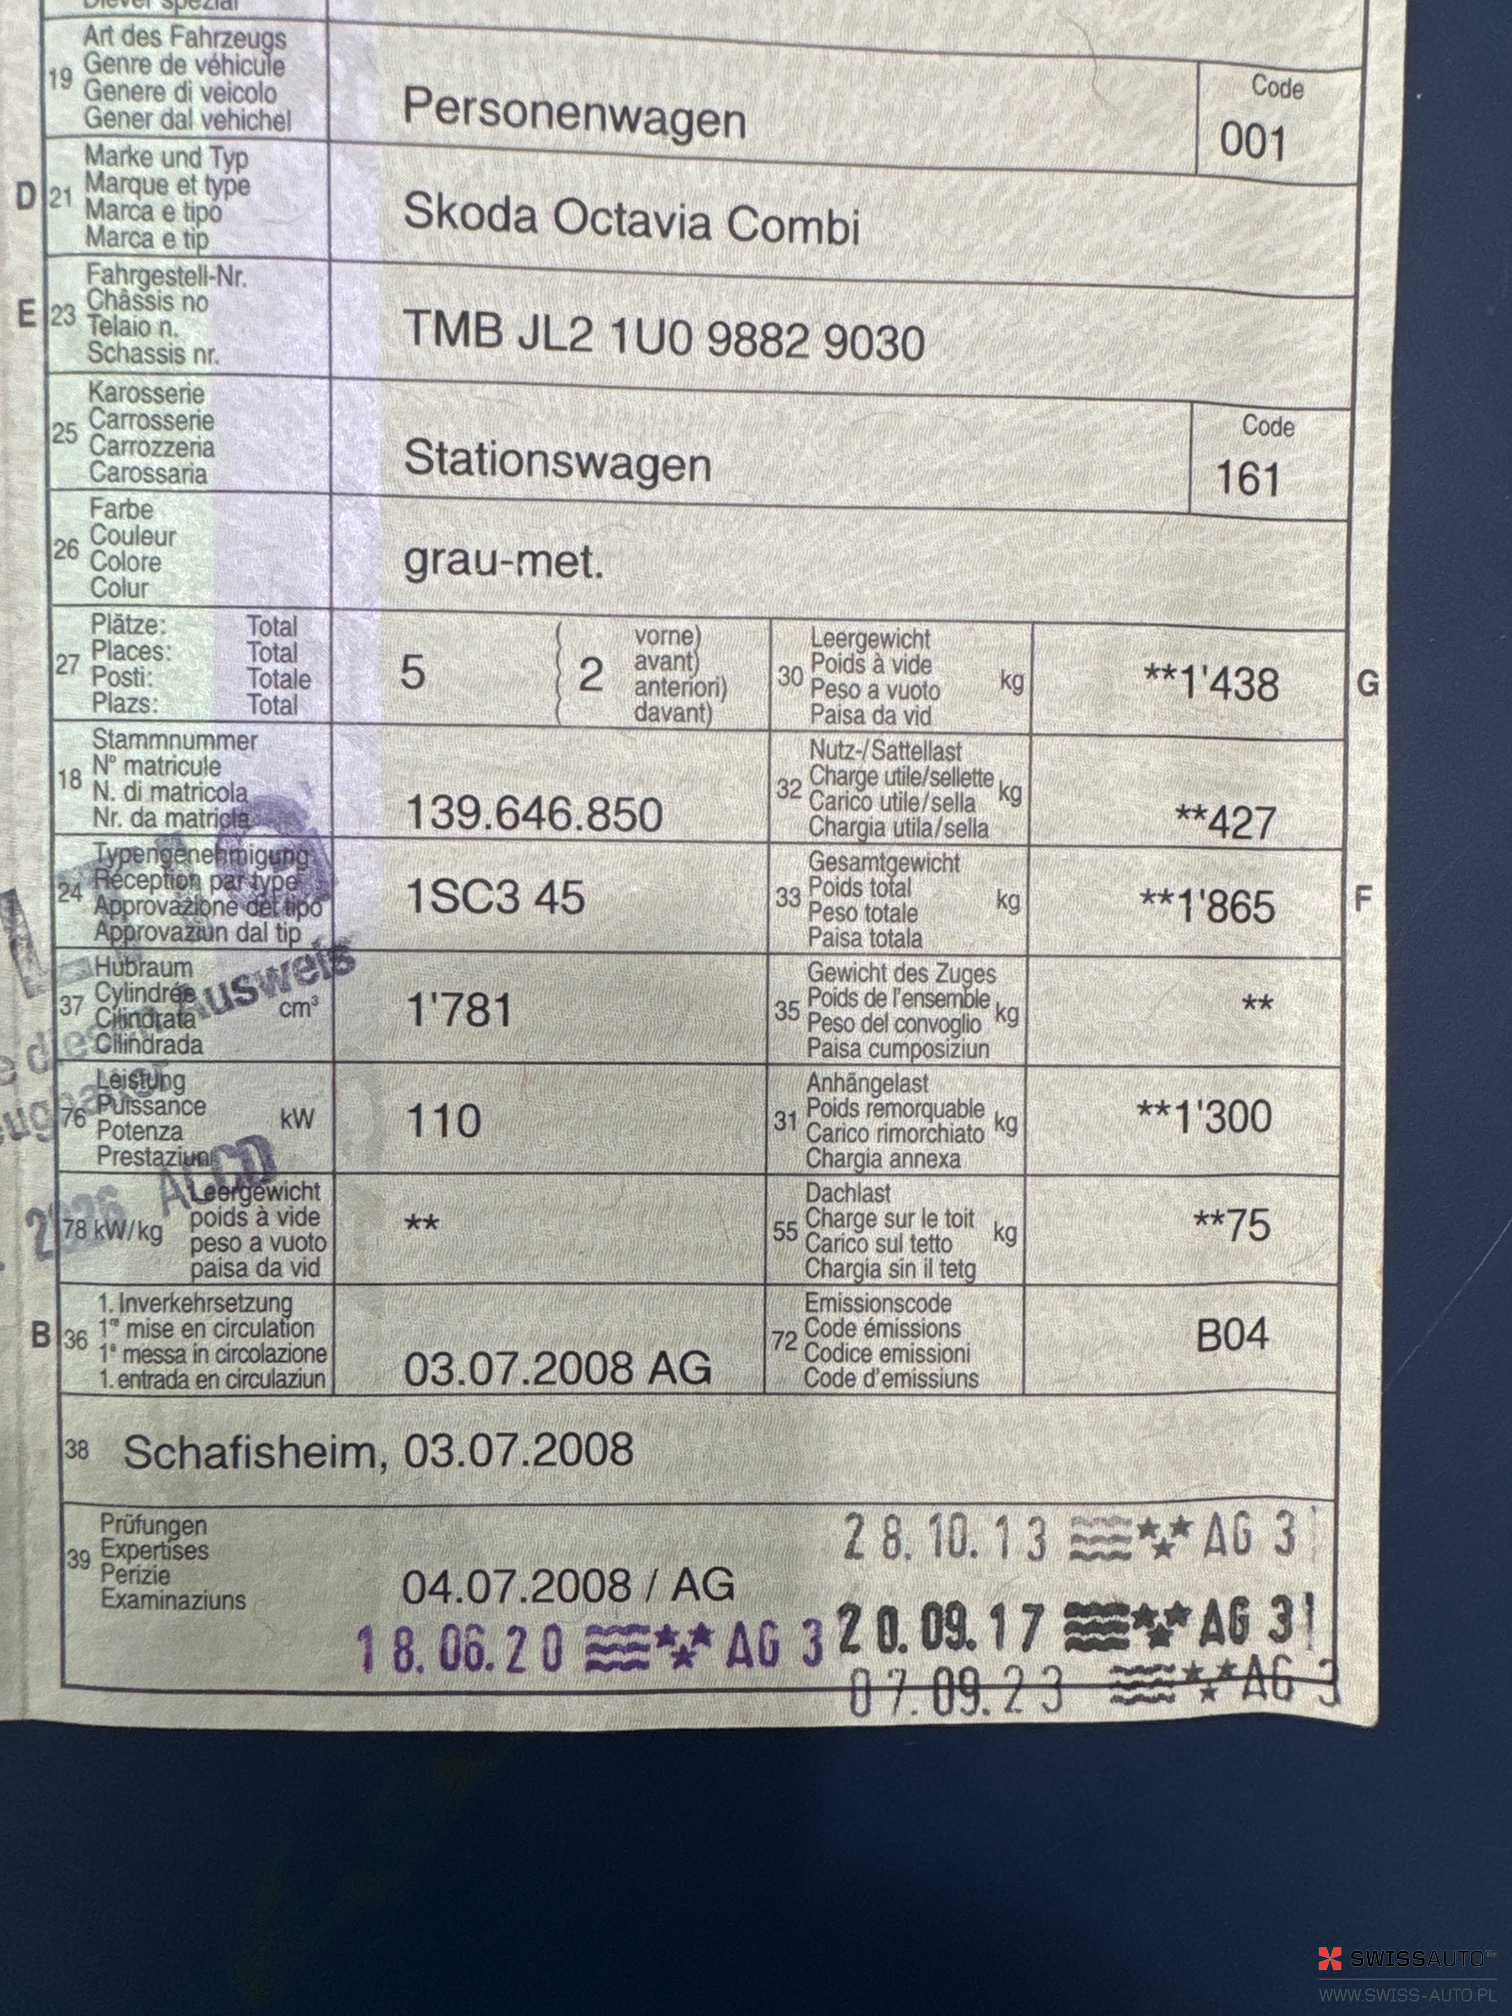 19 Art des Fahrzeugs
Genre de véhicule
Genere di veicolo
Gener dal vehichel
Personenwagen
Code
001
D 21 Marke und Typ
Marque et type
Marca e tipo
Marca e tip
Skoda Octavia Combi
E 23 Fahrgestell-Nr.
Châssis no
Telaio n.
Schassis nr.
TMB JL2 1U0 9882 9030
25 Karosserie
Carrosserie
Carrozzeria
Carossaria
Stationswagen
Code
161
26 Farbe
Couleur
Colore
Colur
grau-met.
27 Plätze: Total
Places: Total
Posti: Totale
Plazs: Total
5
2
vorne)
avant)
anteriori)
davant)
30 Leergewicht
Poids à vide
Peso a vuoto
Paisa da vid
kg
**1'438
G
18 Stammnummer
N° matricule
N. di matricola
Nr. da matricla
139.646.850
32 Nutz-/Sattellast
Charge utile/sellette
Carico utile/sella
Chargia utila/sella
kg
**427
24 Typengenehmigung
Réception par type
Approvazione del tipo
Approvaziun dal tip
1SC3 45
33 Gesamtgewicht
Poids total
Peso totale
Paisa totala
kg
**1'865
F
37 Hubraum
Cylindrée
Cilindrata
Cilindrada
cm³
1'781
35 Gewicht des Zuges
Poids de l'ensemble
Peso del convoglio
Paisa cumposiziun
kg
**
Ausweis
76 Leistung
Puissance
Potenza
Prestaziun
kW
110
31 Anhängelast
Poids remorquable
Carico rimorchiato
Chargia annexa
kg
**1'300
78 kW/kg
Leergewicht
poids à vide
peso a vuoto
paisa da vid
**
55 Dachlast
Charge sur le toit
Carico sul tetto
Chargia sin il tetg
kg
**75
B 36 1. Inverkehrsetzung
1re mise en circulation
1a messa in circolazione
1. entrada en circulaziun
03.07.2008 AG
72 Emissionscode
Code émissions
Codice emissioni
Code d'emissiuns
B04
38 Schafisheim, 03.07.2008
39 Prüfungen
Expertises
Perizie
Examinaziuns
04.07.2008 / AG
28.10.13 AG 3
18.06.20 AG 3
20.09.17 AG 31
07.09.23 AG 3
SWISSAUTO
WWW.SWISS-AUTO.PL